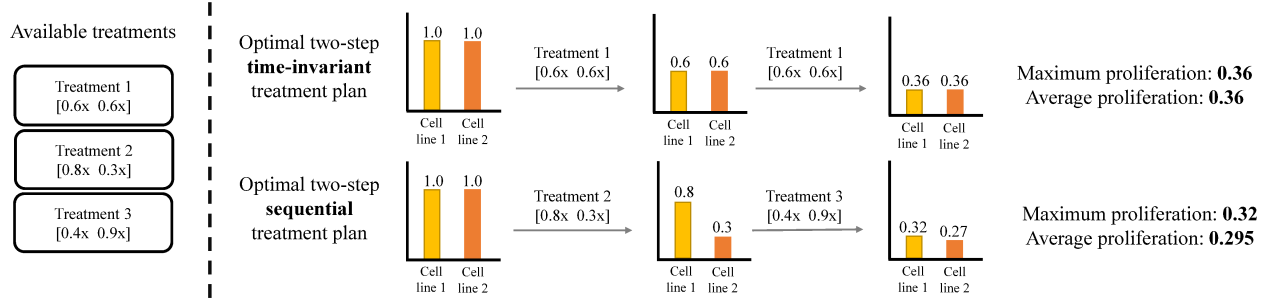 Available treatments
Treatment 1
[0.6x 0.6x]
Treatment 2
[0.8x 0.3x]
Treatment 3
[0.4x 0.9x]
Optimal two-step
time-invariant
treatment plan
1.0 1.0
Cell line 1
Cell line 2
Treatment 1
[0.6x 0.6x]
0.6 0.6
Cell line 1
Cell line 2
Treatment 1
[0.6x 0.6x]
0.36 0.36
Cell line 1
Cell line 2
Maximum proliferation: 0.36
Average proliferation: 0.36
Optimal two-step
sequential
treatment plan
1.0 1.0
Cell line 1
Cell line 2
Treatment 2
[0.8x 0.3x]
0.8
0.3
Cell line 1
Cell line 2
Treatment 3
[0.4x 0.9x]
0.32 0.27
Cell line 1
Cell line 2
Maximum proliferation: 0.32
Average proliferation: 0.295